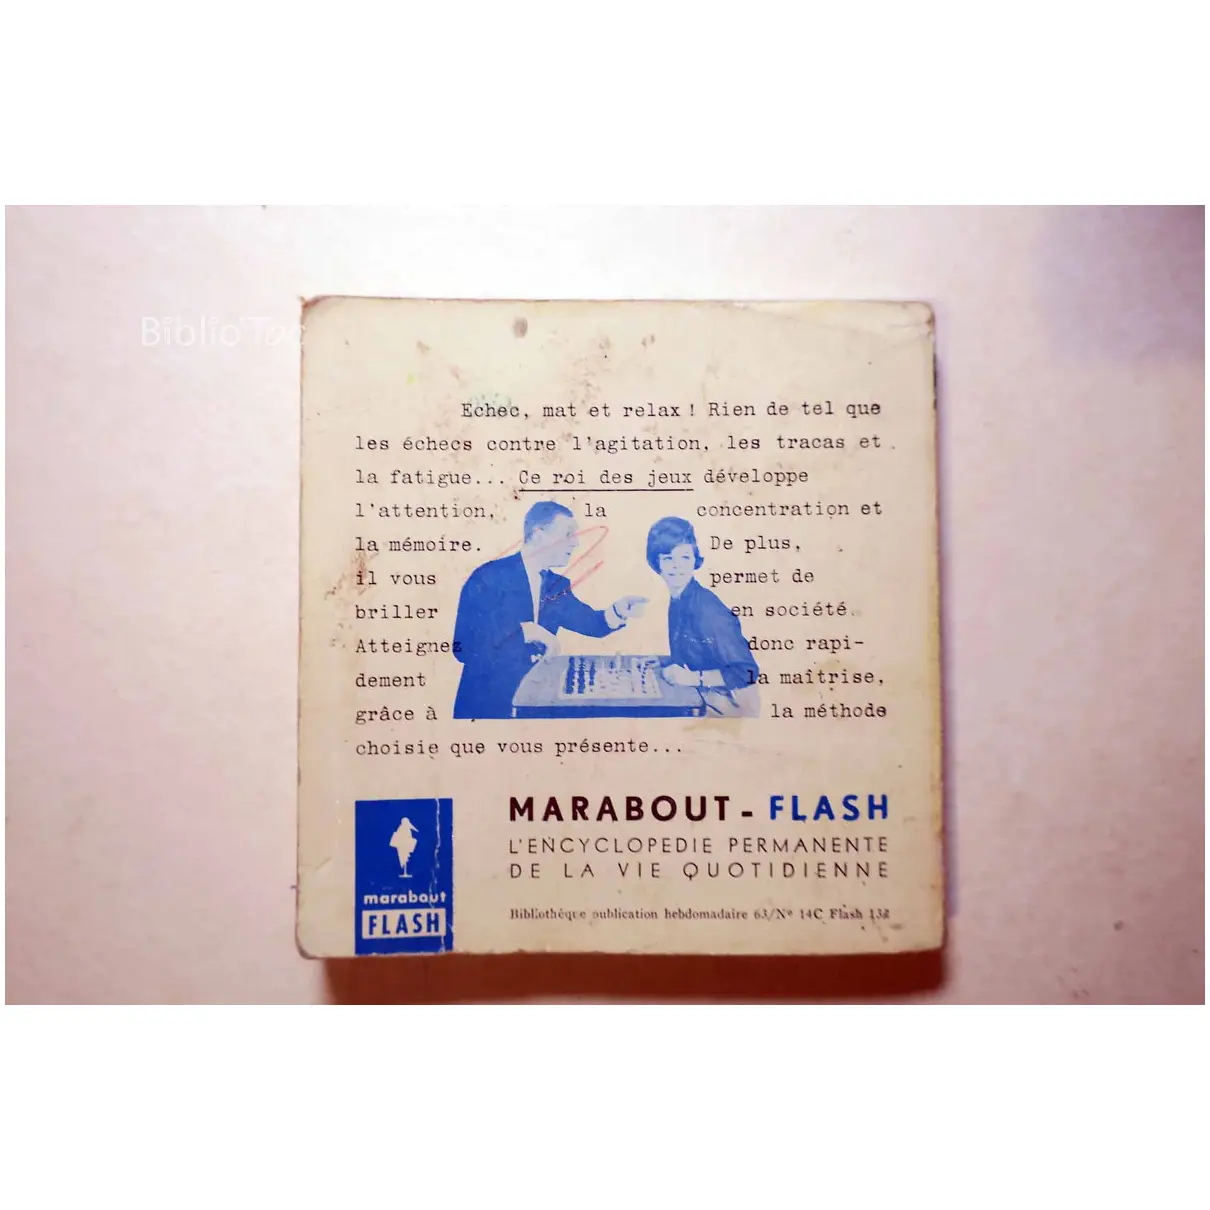 Biblio Toc
Echec, mat et relax ! Rien de tel que
les échecs contre l'agitation, les tracas et
la fatigue... Ce roi des jeux développe
l'attention, la concentration et
la mémoire. De plus,
il vous permet de
briller en société.
Atteignez donc rapi-
dement la maîtrise,
grâce à la méthode
choisie que vous présente...
MARABOUT - FLASH
L'ENCYCLOPEDIE PERMANENTE
DE LA VIE QUOTIDIENNE
Bibliothèque publication hebdomadaire 63/Nº 14C Flash
marabout
FLASH